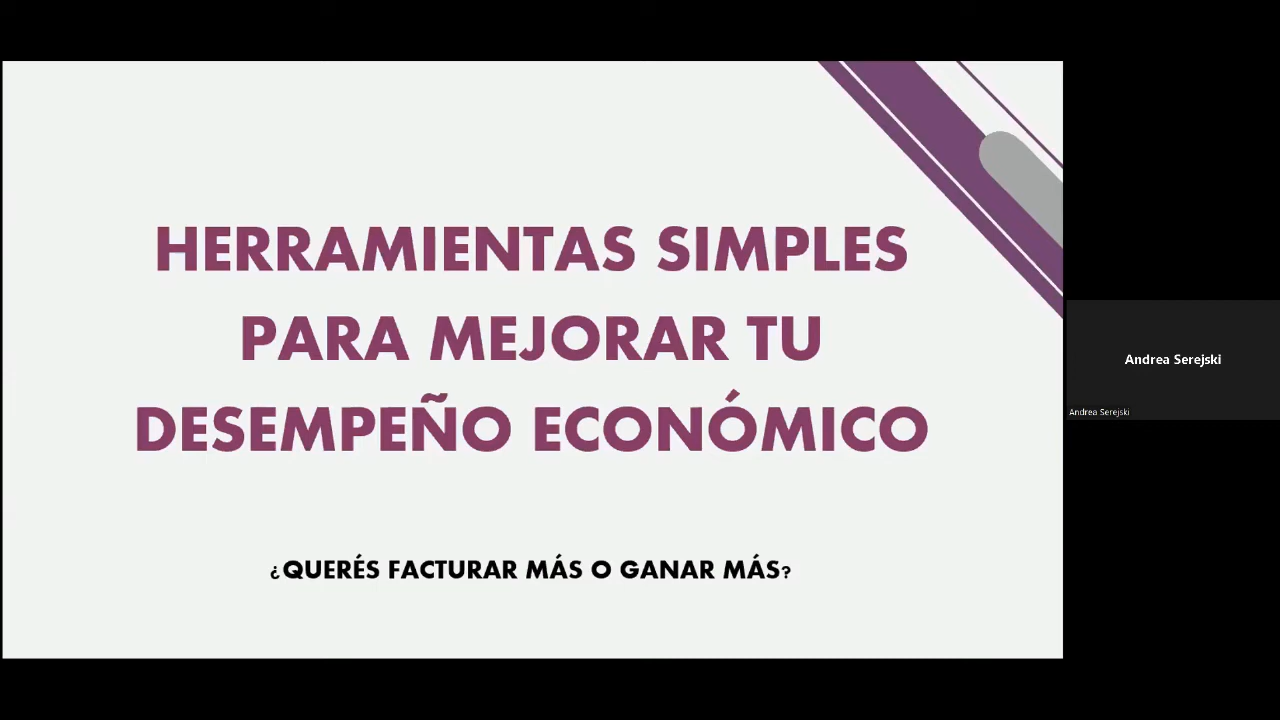 HERRAMIENTAS SIMPLES
PARA MEJORAR TU
DESEMPEÑO ECONÓMICO
¿QUERÉS FACTURAR MÁS O GANAR MÁS?
Andrea Serejski
Andrea Serejski